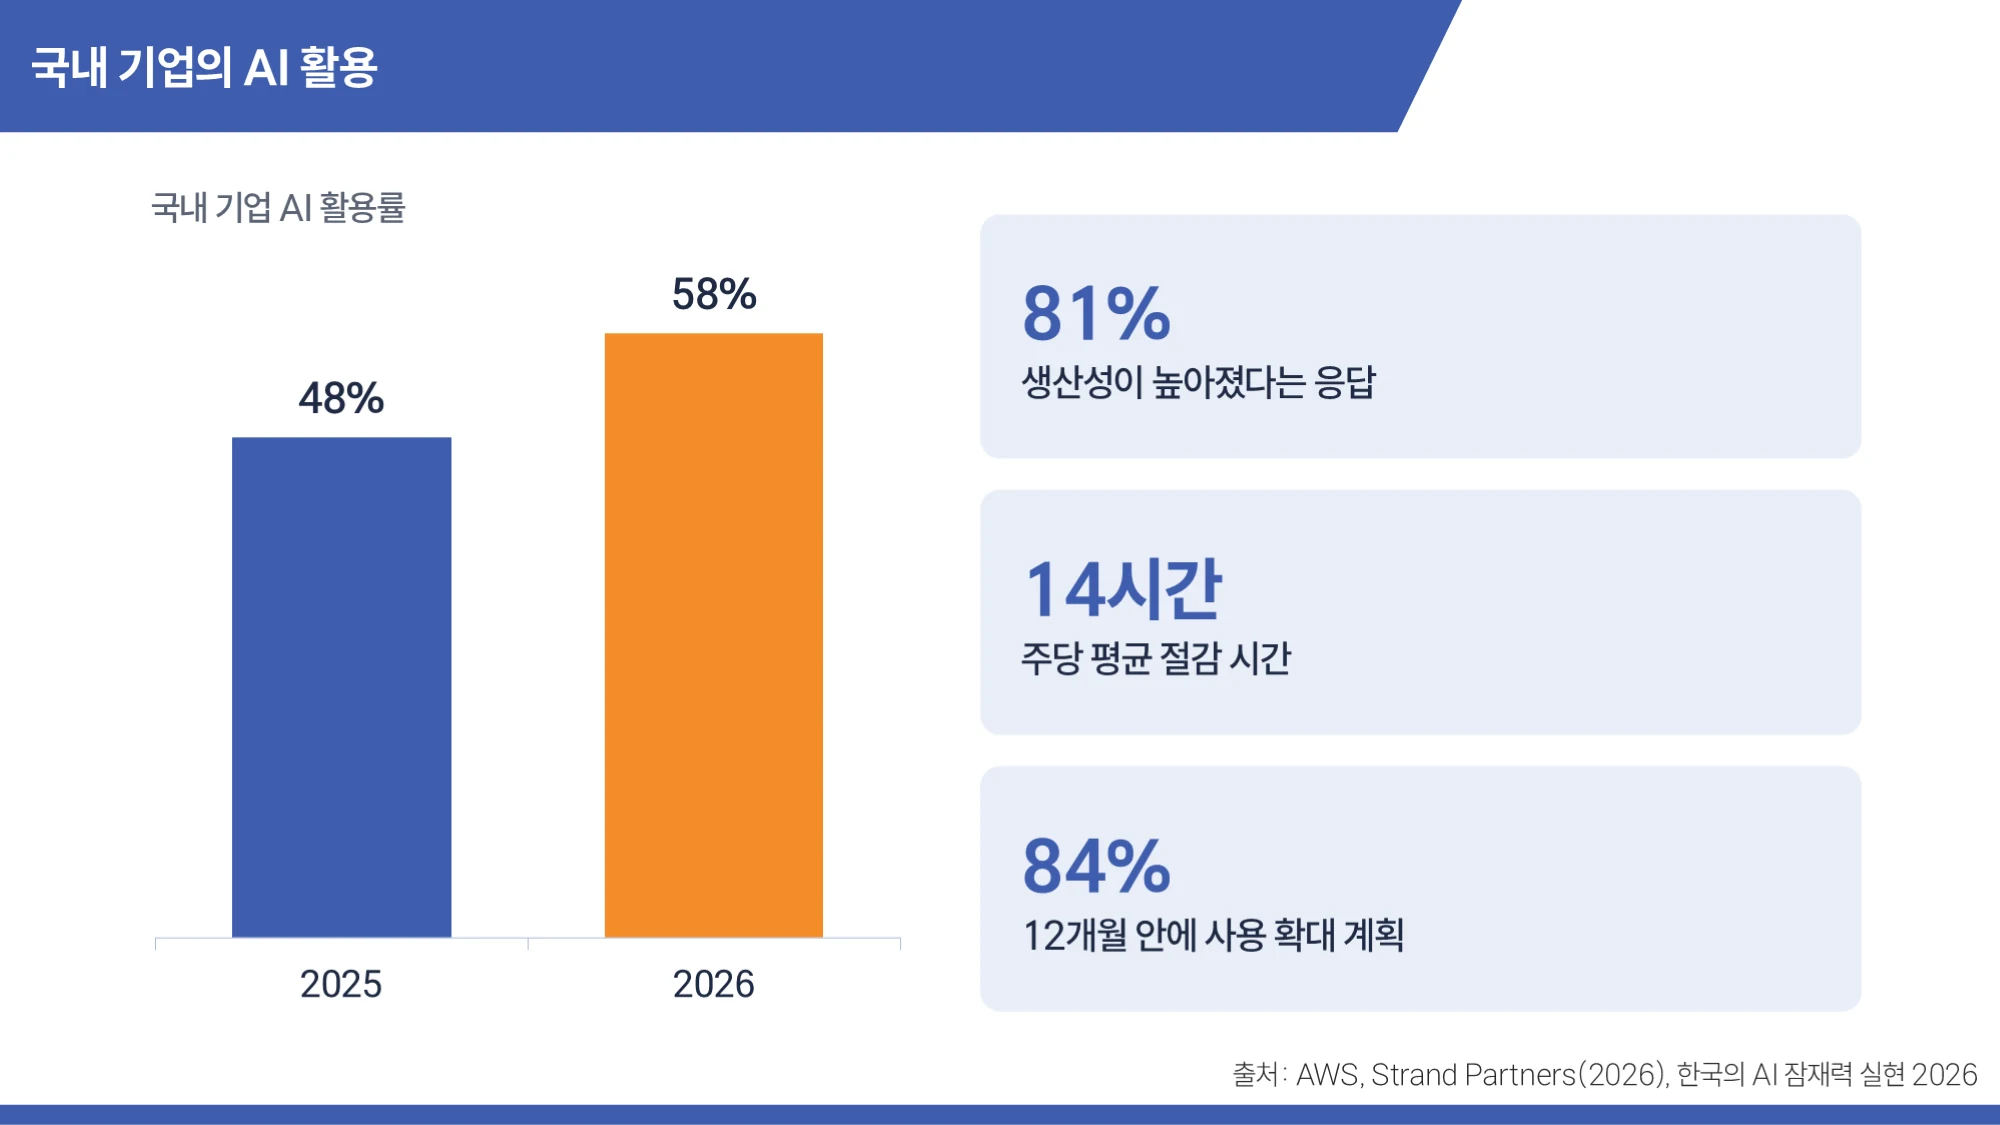 국내 기업의 AI 활용
국내 기업 AI 활용률
48%
58%
2025
2026
81%
생산성이 높아졌다는 응답
14시간
주당 평균 절감 시간
84%
12개월 안에 사용 확대 계획
출처: AWS, Strand Partners(2026), 한국의 AI 잠재력 실현 2026